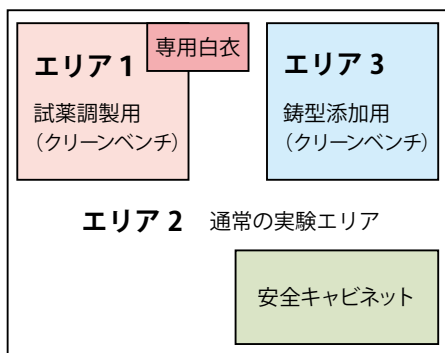 エリア 1
専用白衣
試薬調製用
（クリーンベンチ）
エリア 3
鋳型添加用
（クリーンベンチ）
エリア 2 通常の実験エリア
安全キャビネット